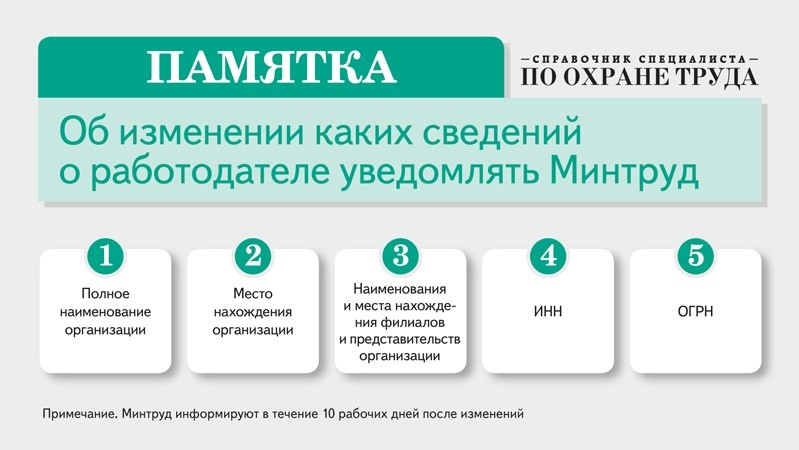 ПАМЯТКА
СПРАВОЧНИК СПЕЦИАЛИСТА
ПО ОХРАНЕ ТРУДА
Об изменении каких сведений
о работодателе уведомлять Минтруд
1
Полное
наименование
организации
2
Место
нахождения
организации
3
Наименования
и места нахожде-
ния филиалов
и представительств
организации
4
ИНН
5
ОГРН
Примечание. Минтруд информируют в течение 10 рабочих дней после изменений